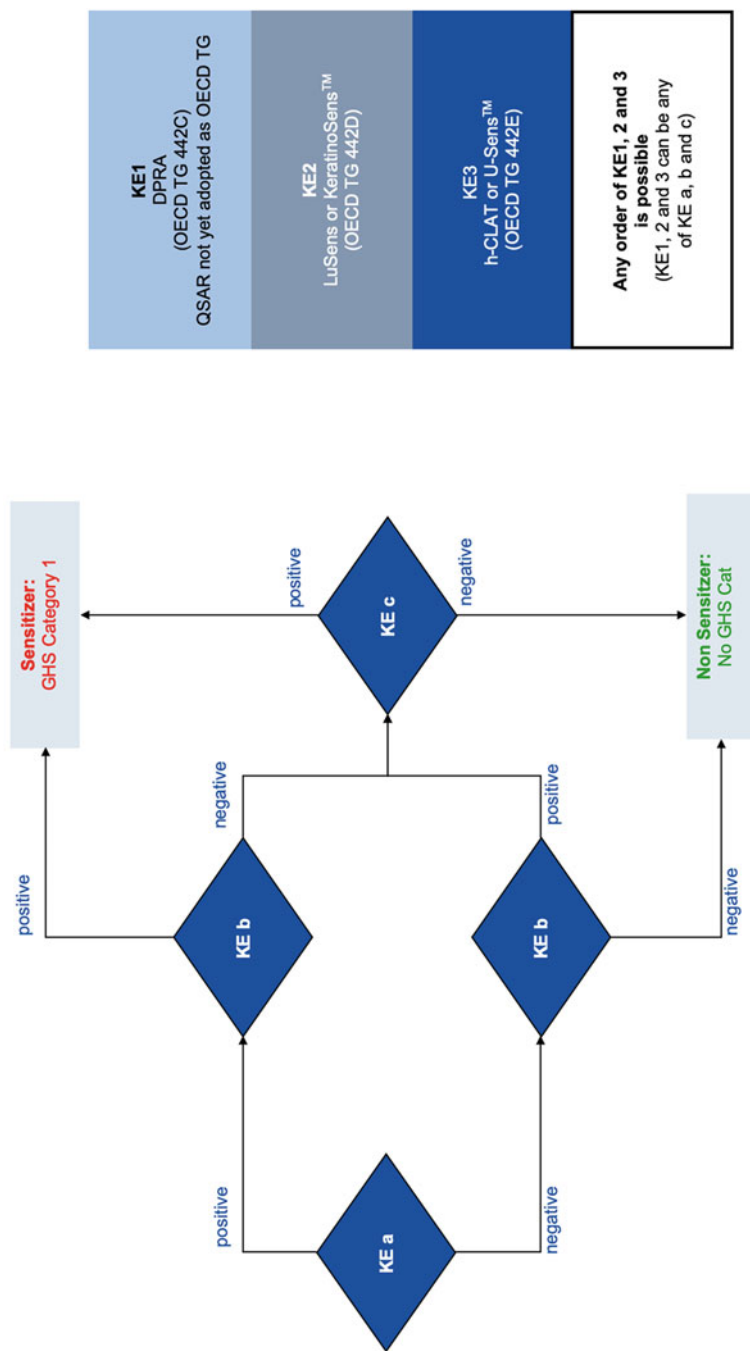 KE a
positive
negative
KE b
positive
negative
KE b
positive
negative
KE c
positive
negative
Sensitizer:
GHS Category 1
Non Sensitzer:
No GHS Cat
KE1
DPRA
(OECD TG 442C)
QSAR not yet adopted as OECD TG
KE2
LuSens or KeratinoSens™
(OECD TG 442D)
KE3
h-CLAT or U-Sens™
(OECD TG 442E)
Any order of KE1, 2 and 3
is possible
(KE1, 2 and 3 can be any
of KE a, b and c)